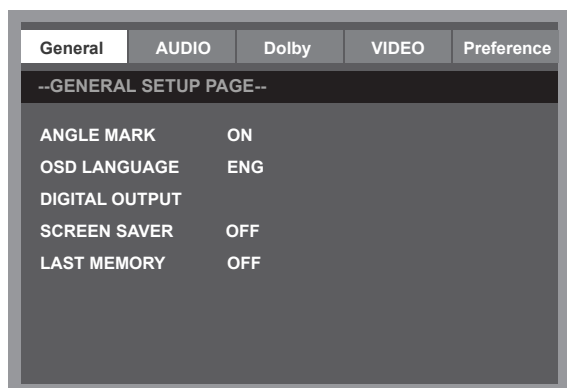 General AUDIO Dolby VIDEO Preference
--GENERAL SETUP PAGE--
ANGLE MARK ON
OSD LANGUAGE ENG
DIGITAL OUTPUT
SCREEN SAVER OFF
LAST MEMORY OFF